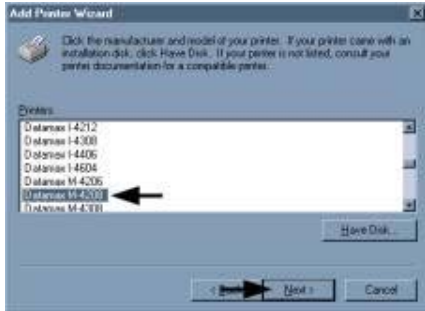 Add Printer Wizard
Click the manufacturer and model of your printer. If your printer came with an
installation disk, click Have Disk. If your printer is not listed, consult your
printer documentation for a compatible printer.
Printers
Datamax I-4212
Datamax I-4308
Datamax I-4406
Datamax I-4604
Datamax M-4206
Datamax M-4208
Datamax M-4308
Have Disk...
< Next > Cancel